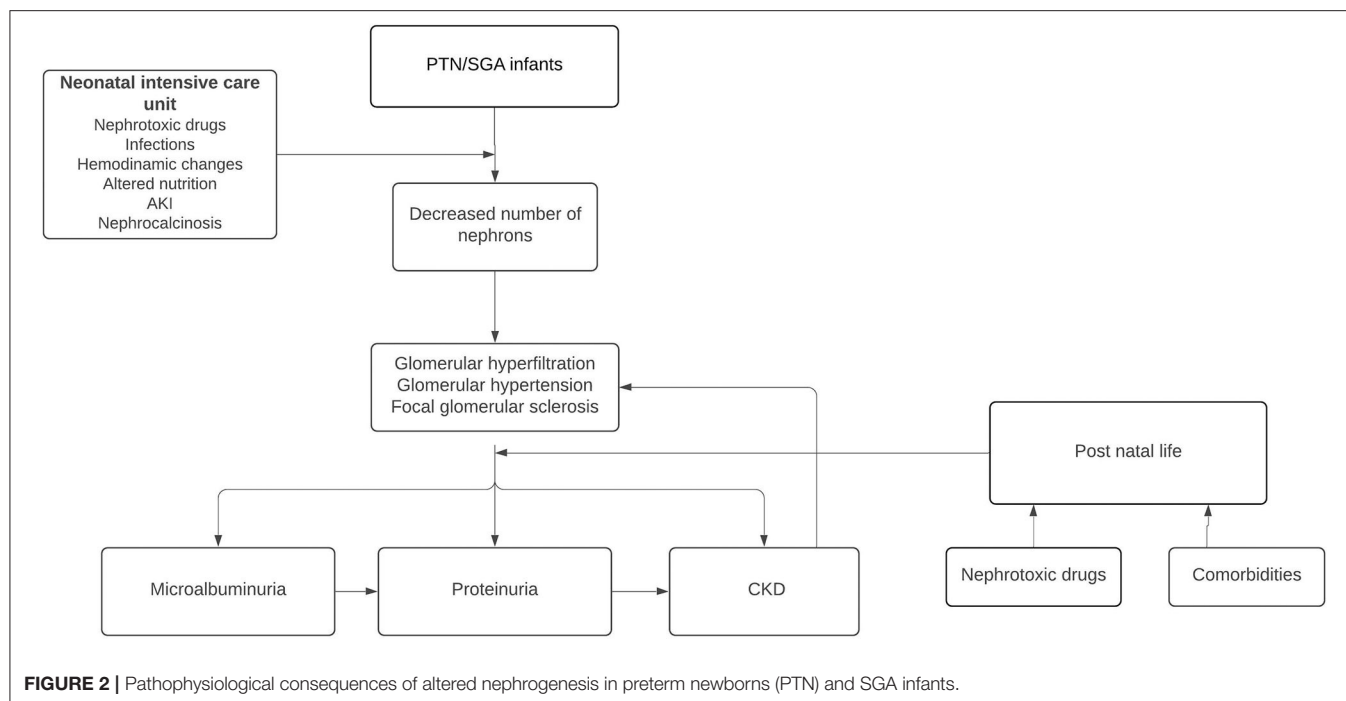 PTN/SGA infants
Neonatal intensive care
unit
Nephrotoxic drugs
Infections
Hemodinamic changes
Altered nutrition
AKI
Nephrocalcinosis
Decreased number of
nephrons
Glomerular hyperfiltration
Glomerular hypertension
Focal glomerular sclerosis
Post natal life
Microalbuminuria
Proteinuria
CKD
Nephrotoxic drugs
Comorbidities
FIGURE 2 | Pathophysiological consequences of altered nephrogenesis in preterm newborns (PTN) and SGA infants.